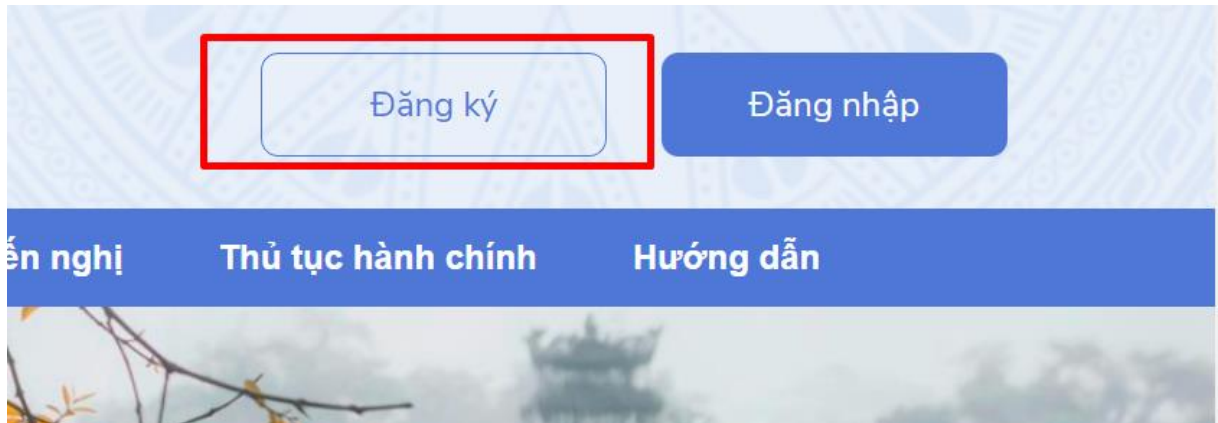 Đăng ký Đăng nhập
ến nghị Thủ tục hành chính Hướng dẫn